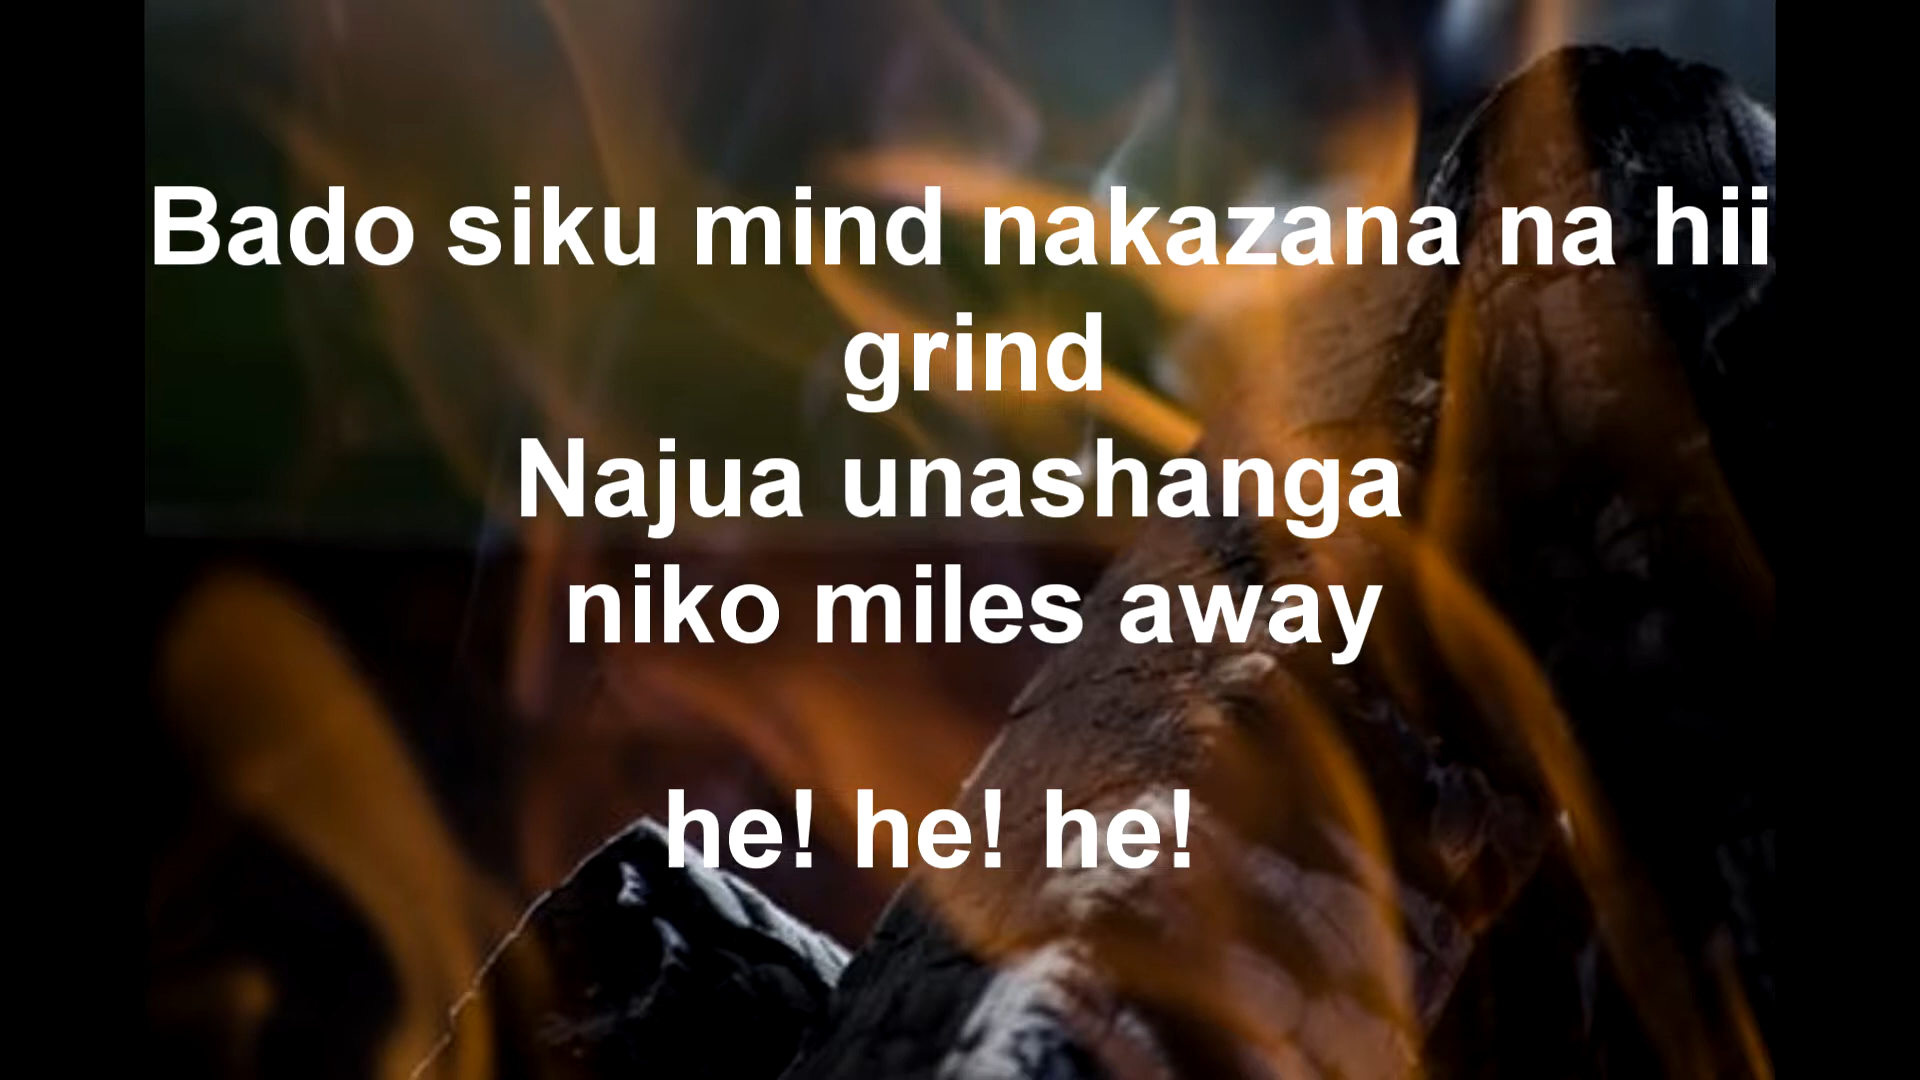 Bado siku mind nakazana na hii
grind
Najua unashanga
niko miles away
he! he! he!